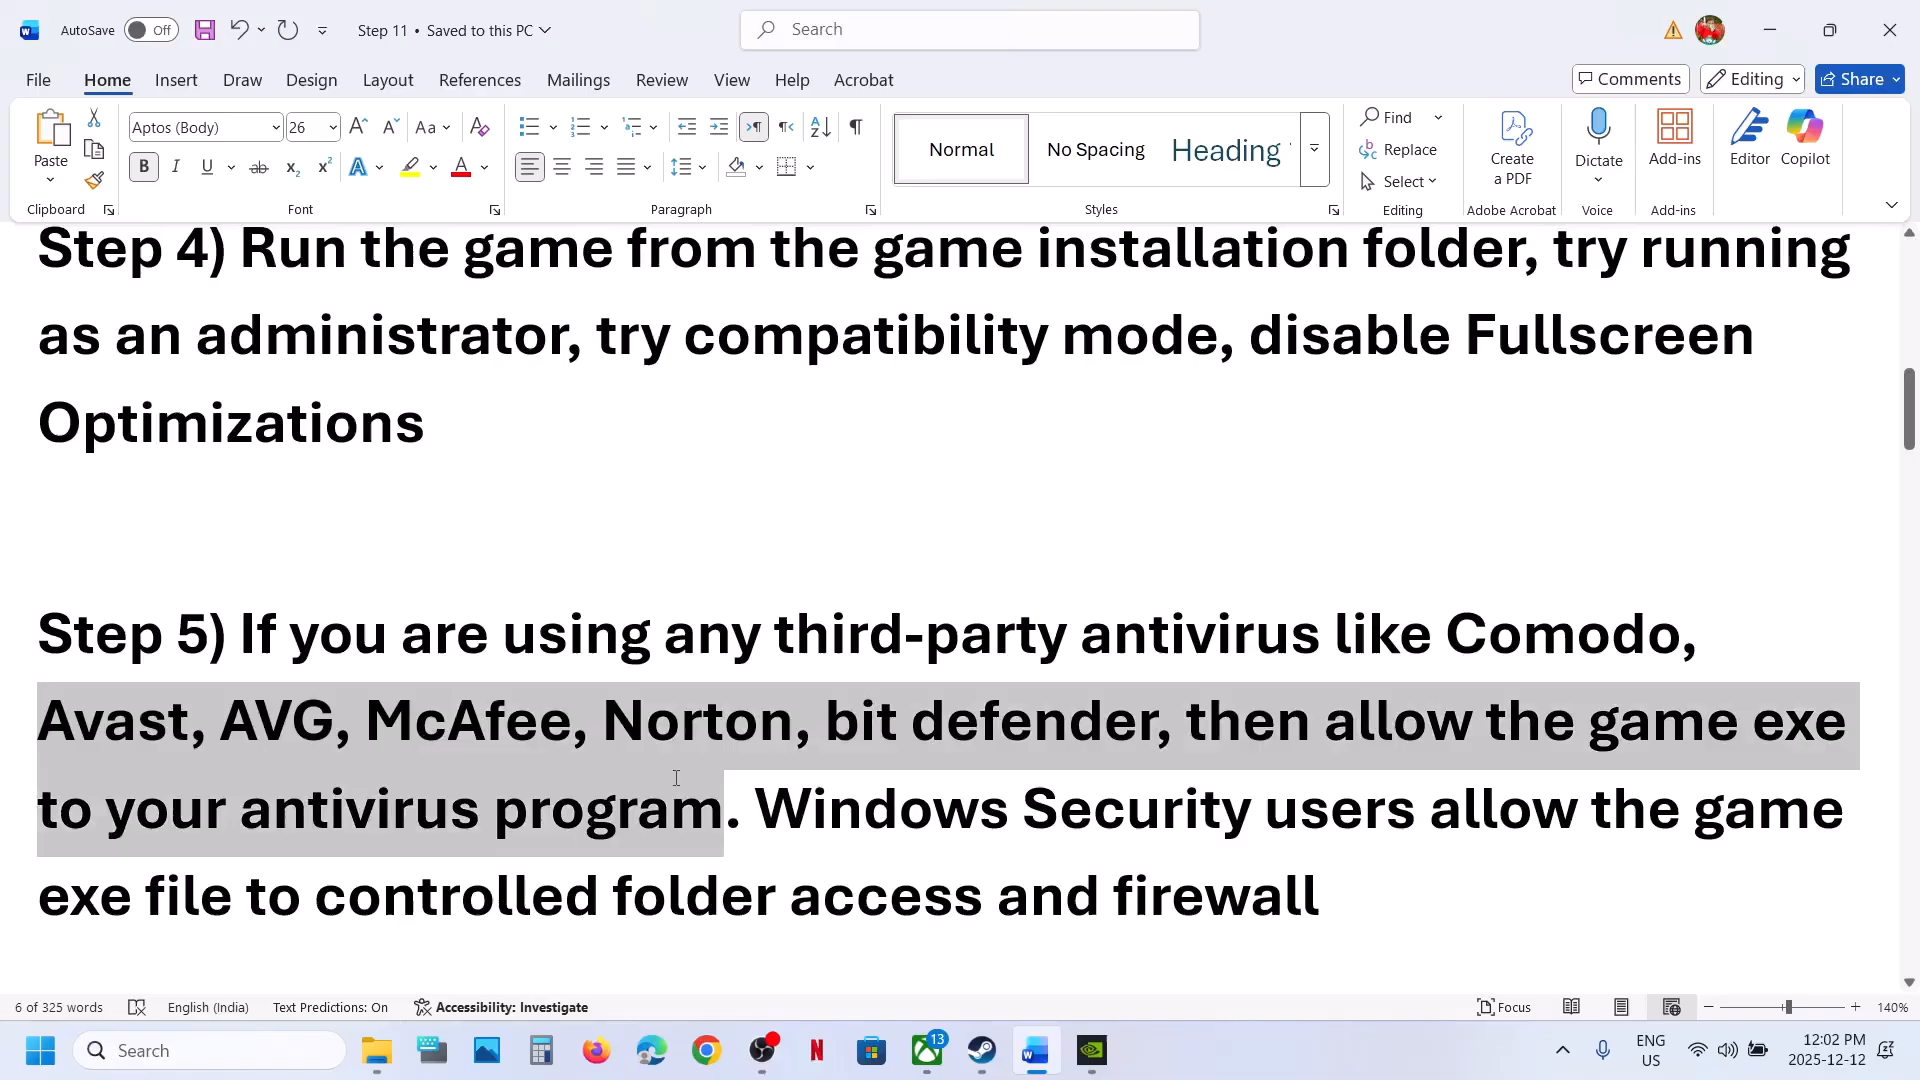 AutoSave Off Step 11 • Saved to this PC Search
File Home Insert Draw Design Layout References Mailings Review View Help Acrobat Comments Editing Share
Paste Aptos (Body) 26 Aa Normal No Spacing Heading Find Replace Select Create a PDF Dictate Add-ins Editor Copilot
Clipboard Font Paragraph Styles Editing Adobe Acrobat Voice Add-ins
Step 4) Run the game from the game installation folder, try running
as an administrator, try compatibility mode, disable Fullscreen
Optimizations
Step 5) If you are using any third-party antivirus like Comodo,
Avast, AVG, McAfee, Norton, bit defender, then allow the game exe
to your antivirus program. Windows Security users allow the game
exe file to controlled folder access and firewall
6 of 325 words English (India) Text Predictions: On Accessibility: Investigate Focus 140%
Search 13 ENG 12:02 PM
US 2025-12-12